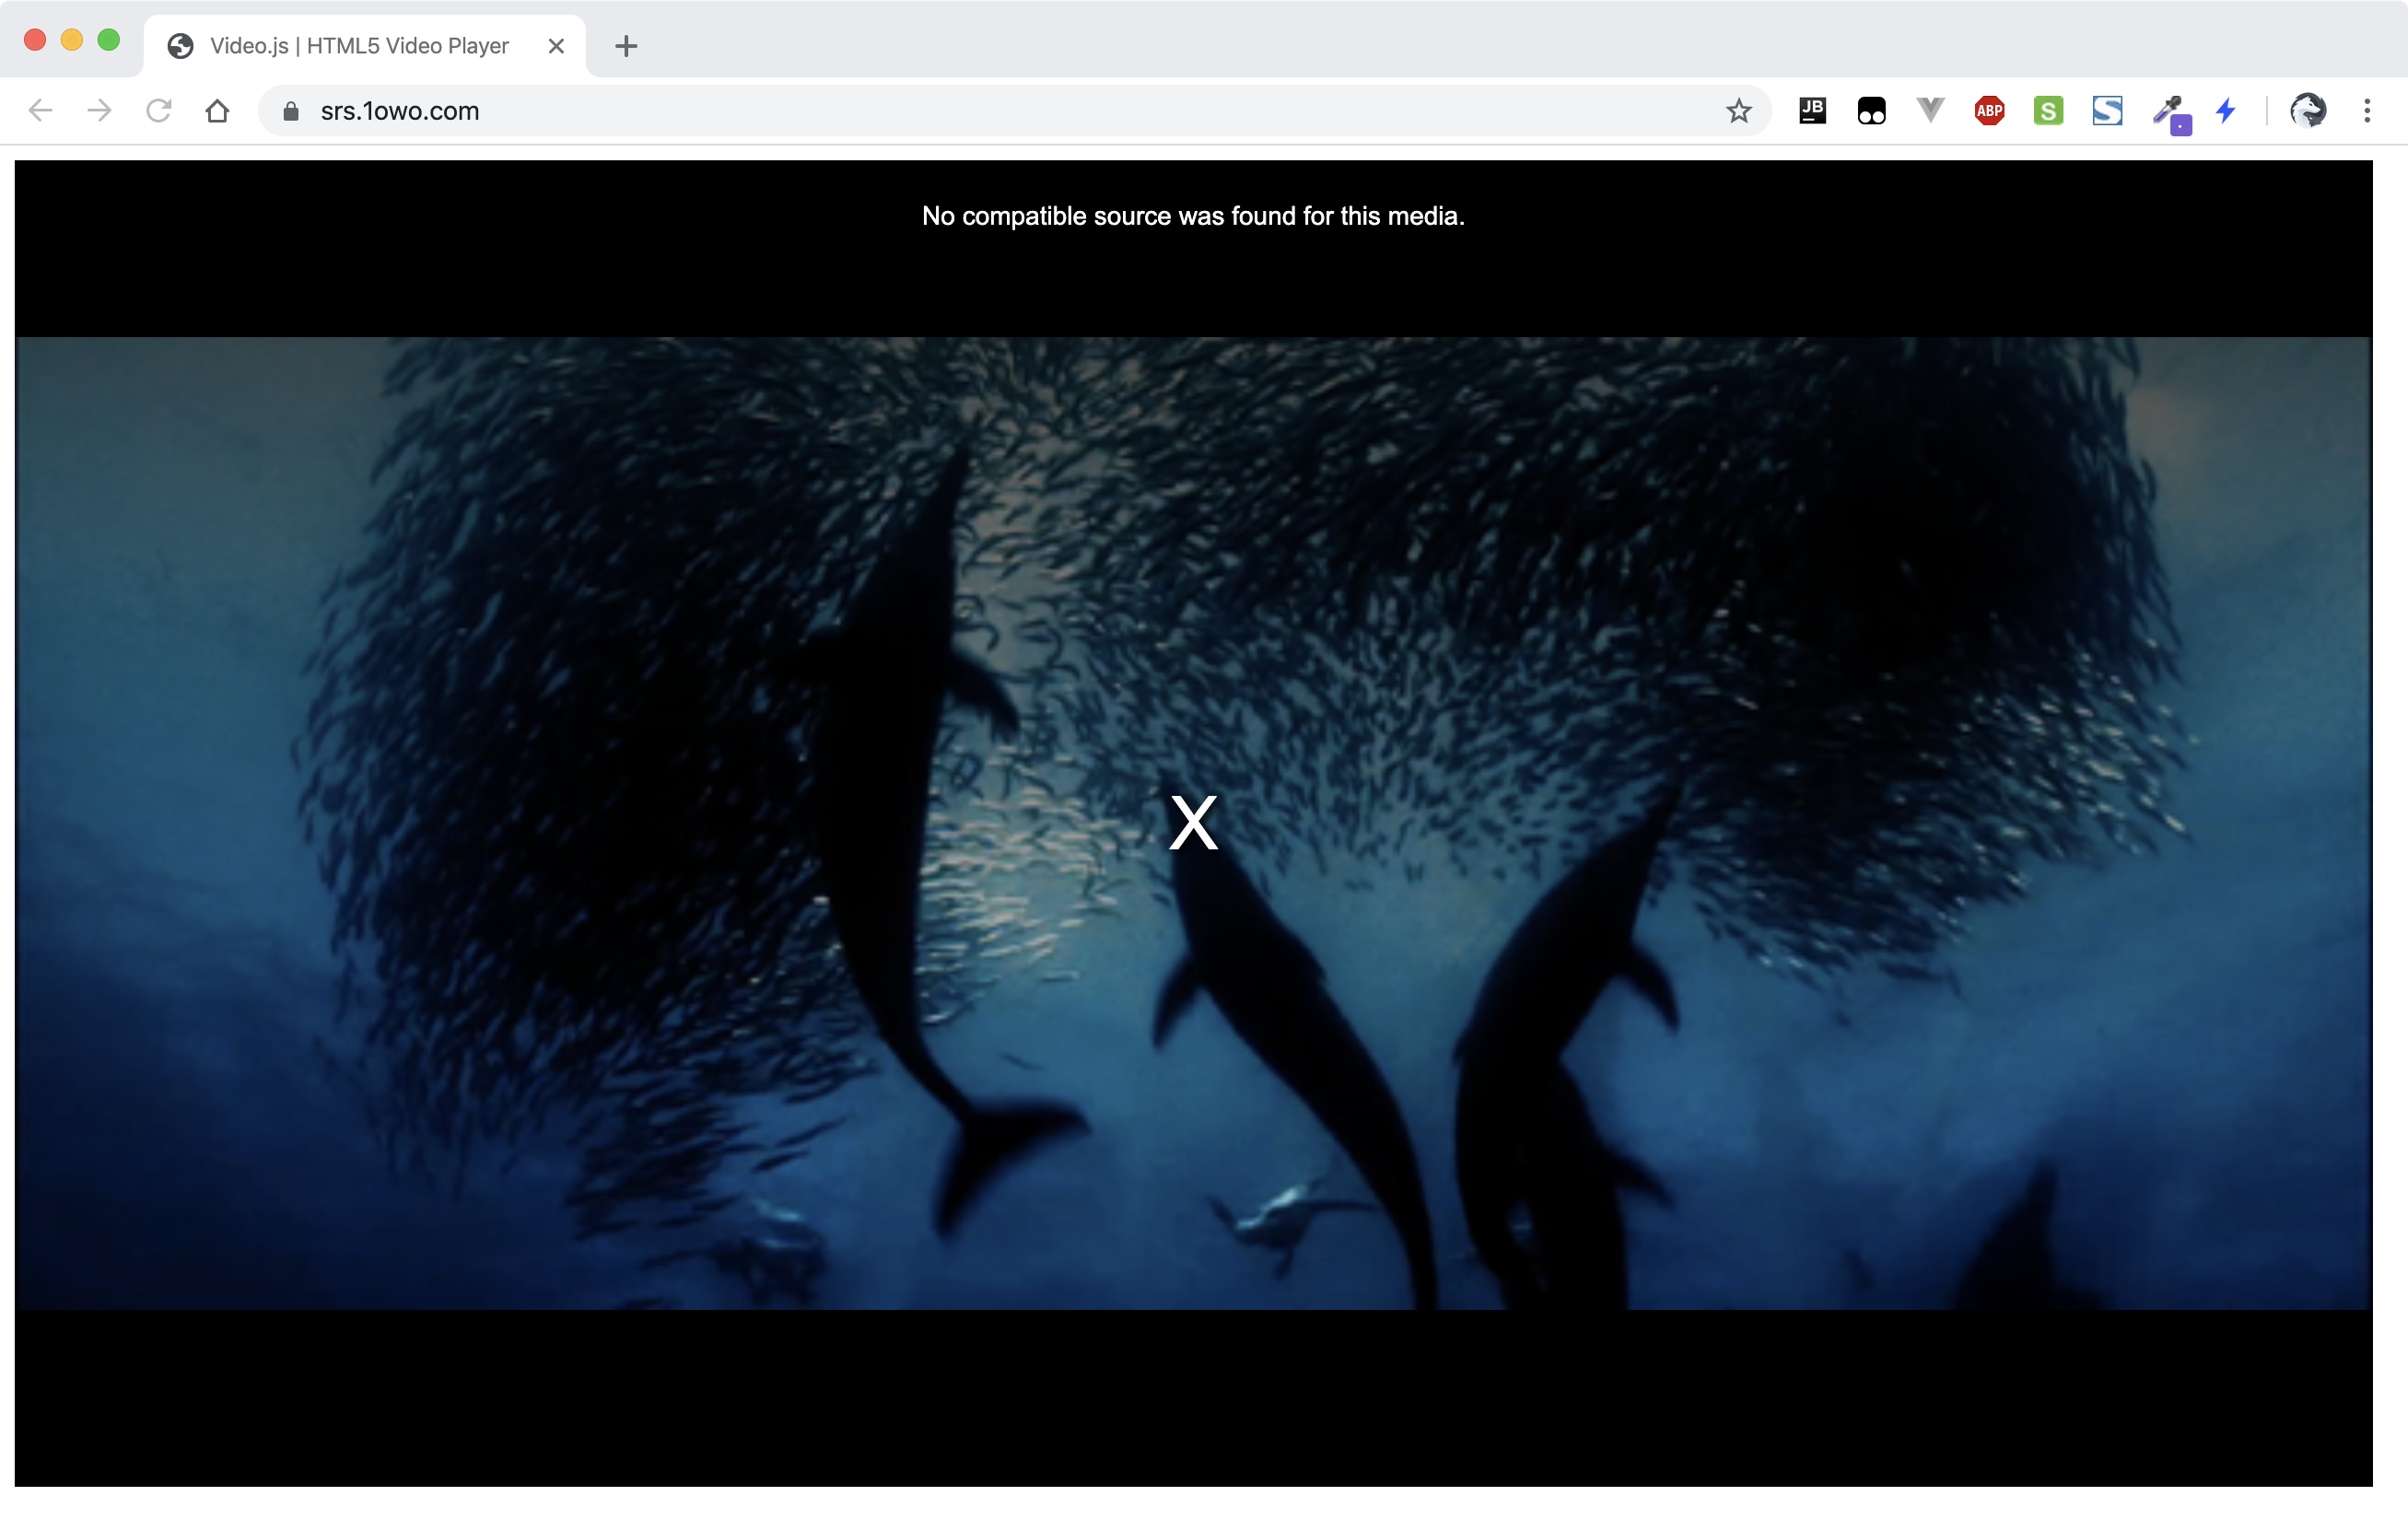 Video.js | HTML5 Video Player
srs.1owo.com
JB
ABP
S
S
No compatible source was found for this media.
X